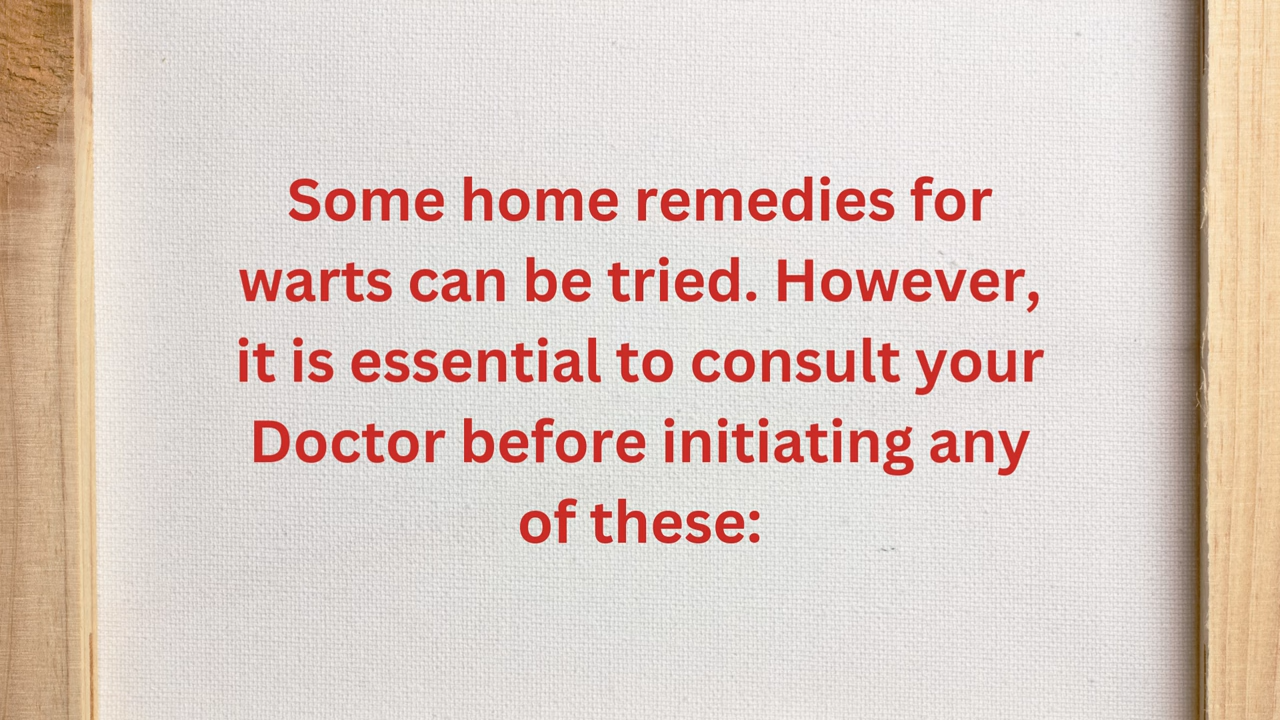 Some home remedies for
warts can be tried. However,
it is essential to consult your
Doctor before initiating any
of these: